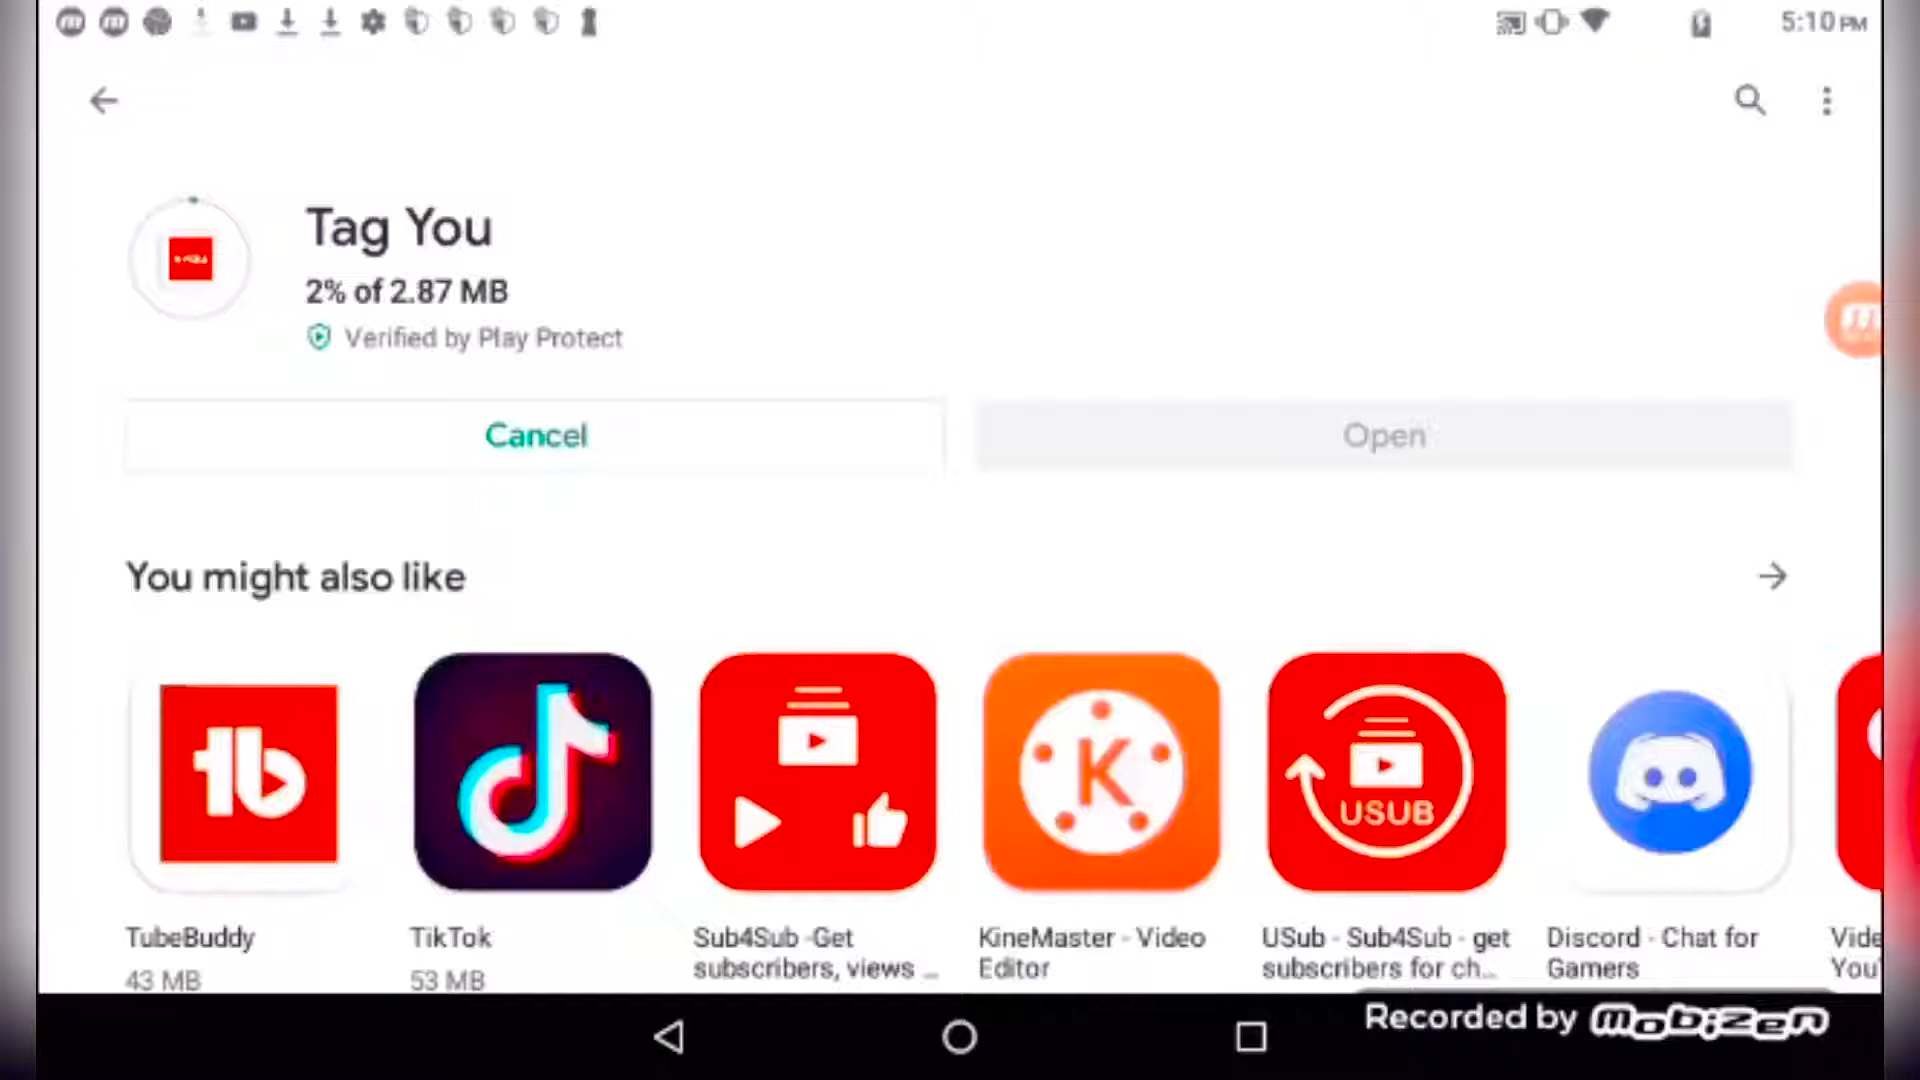 5:10 PM
Tag You
2% of 2.87 MB
Verified by Play Protect
Cancel
Open
You might also like
USUB
TubeBuddy
TikTok
Sub4Sub -Get
KineMaster - Video
USub - Sub4Sub - get
Discord - Chat for
Vide
43 MB
53 MB
subscribers, views ...
Editor
subscribers for ch...
Gamers
You
Recorded by Mobizen